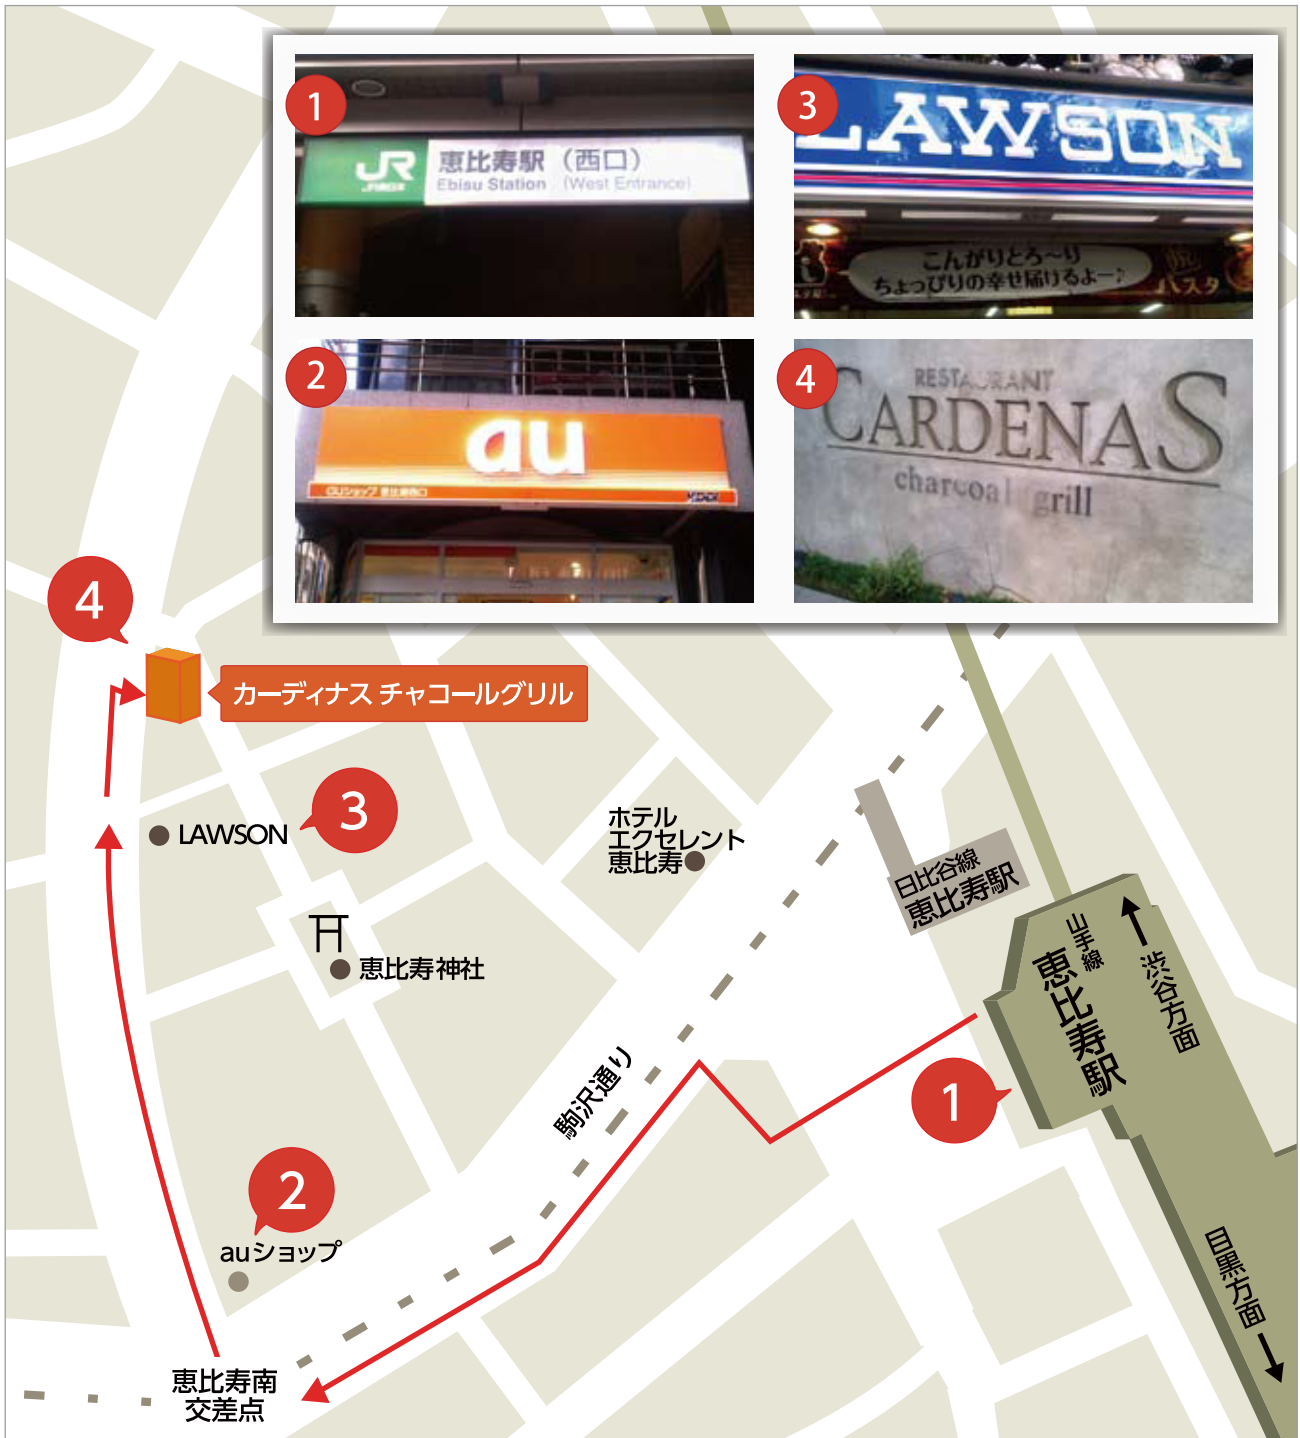 1
JR
恵比寿駅（西口）
Ebisu Station (West Entrance)
3
LAWSON
こんがりとろ〜り
ちょっぴりの幸せ届けるよー♪
パスタ
2
au
auショップ 恵比寿西口
KDDI
4
RESTAURANT
CARDENAS
charcoal grill
4
カーディナス チャコールグリル
3
LAWSON
ホテル
エクセレント
恵比寿
日比谷線
恵比寿駅
山手線
恵比寿駅
渋谷方面
恵比寿神社
駒沢通り
1
2
auショップ
目黒方面
恵比寿南
交差点